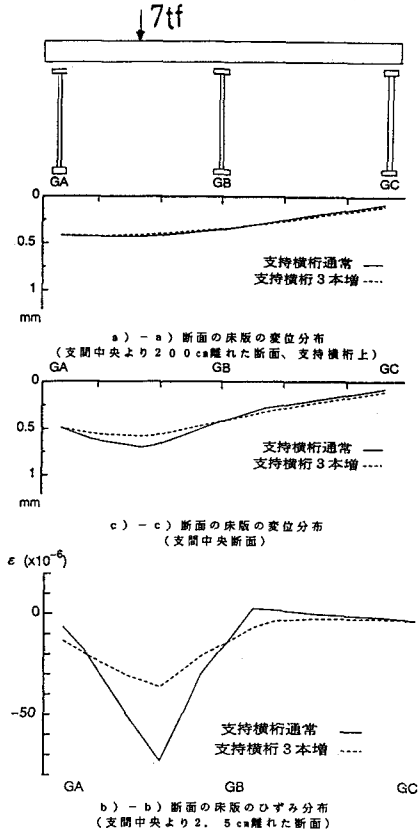 7tf
GA GB GC
0
0.5
1
mm
支持横桁通常
支持横桁3本増
a)-a)断面の床版の変位分布
(支間中央より200cm離れた断面、支持横桁上)
GA GB GC
0
0.5
1
mm
支持横桁通常
支持横桁3本増
c)-c)断面の床版の変位分布
(支間中央断面)
ε (x10⁻⁶)
0
-50
支持横桁通常
支持横桁3本増
GA GB GC
b)-b)断面の床版のひずみ分布
(支間中央より2.5cm離れた断面)